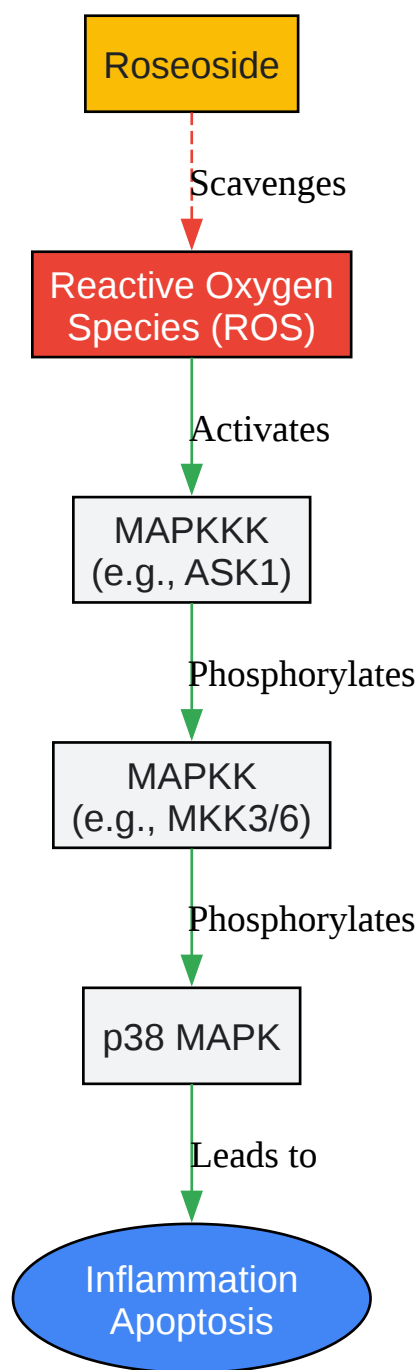 Roseoside
Scavenges
Reactive Oxygen
Species (ROS)
Activates
MAPKKK
(e.g., ASK1)
Phosphorylates
MAPKK
(e.g., MKK3/6)
Phosphorylates
p38 MAPK
Leads to
Inflammation
Apoptosis